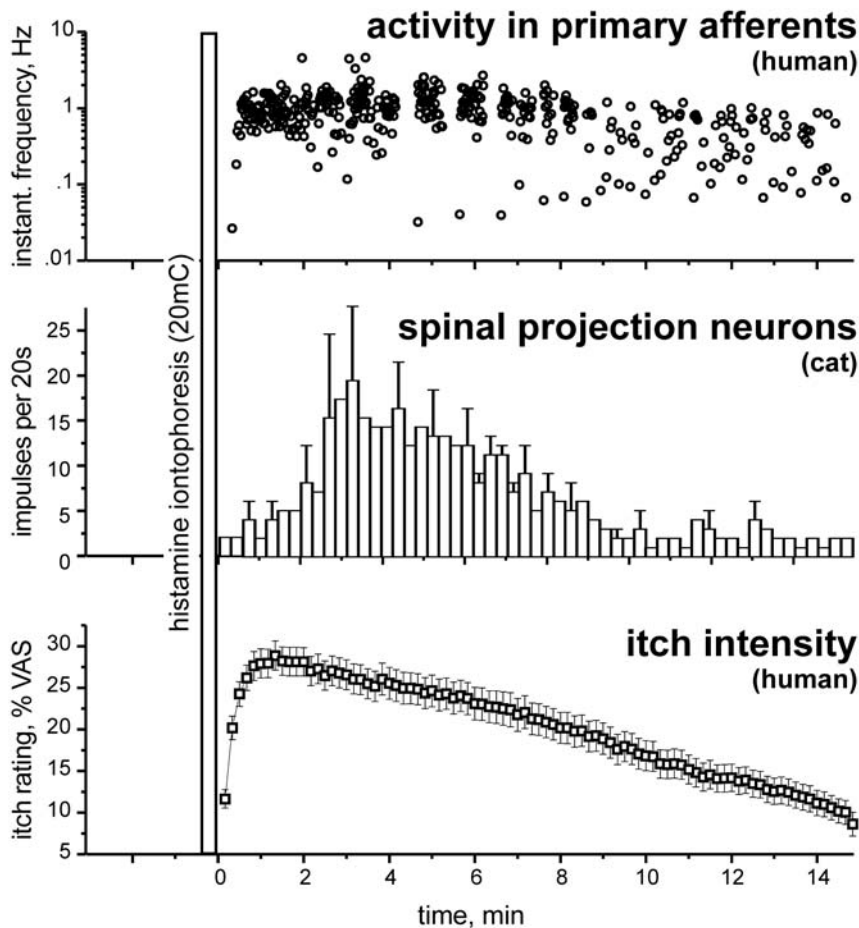 activity in primary afferents
(human)
instant. frequency, Hz
10
1
.1
.01
histamine iontophoresis (20mC)
spinal projection neurons
(cat)
impulses per 20s
25
20
15
10
5
0
itch intensity
(human)
itch rating, % VAS
30
25
20
15
10
5
0 2 4 6 8 10 12 14
time, min